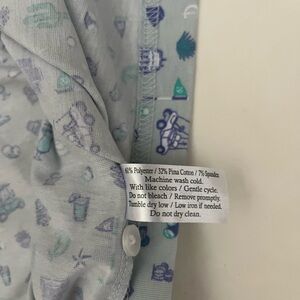 61% Polyester / 32% Pima Cotton / 7% Spandex
Machine wash cold.
With like colors / Gentle cycle.
Do not bleach / Remove promptly.
Tumble dry low / Low iron if needed.
Do not dry clean.